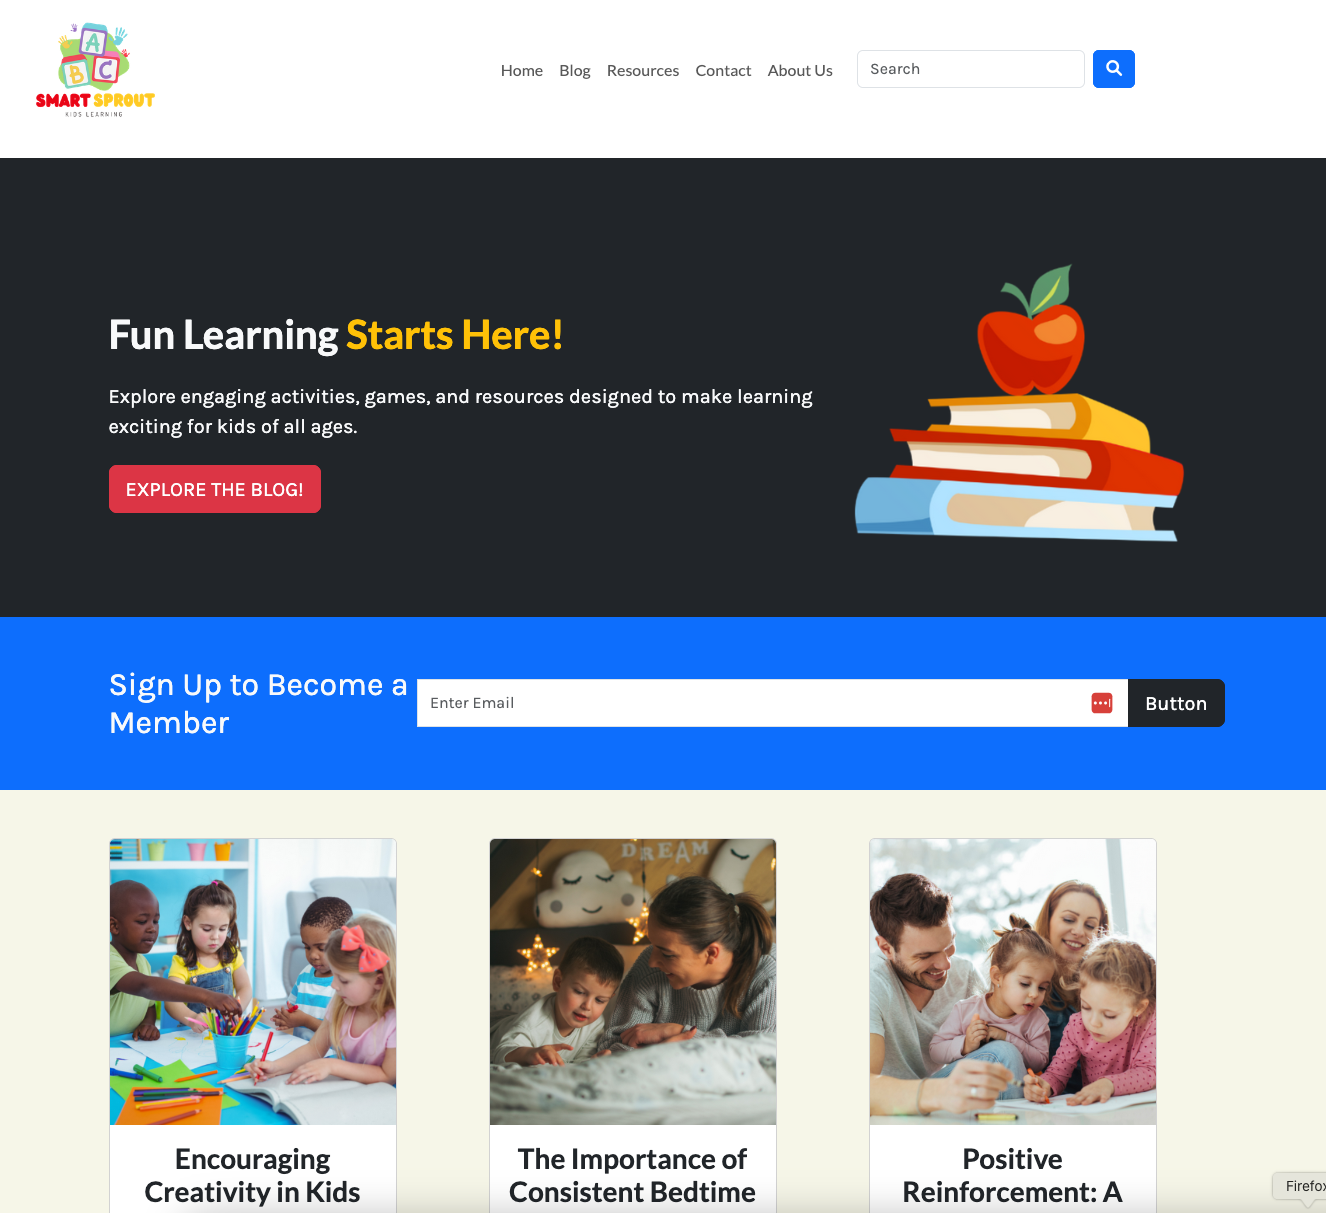 A
B
C
SMART SPROUT
KIDS LEARNING
Home
Blog
Resources
Contact
About Us
Search
Fun Learning Starts Here!
Explore engaging activities, games, and resources designed to make learning
exciting for kids of all ages.
EXPLORE THE BLOG!
Sign Up to Become a
Member
Enter Email
Button
DREAM
Encouraging
Creativity in Kids
The Importance of
Consistent Bedtime
Positive
Reinforcement: A
Firefox